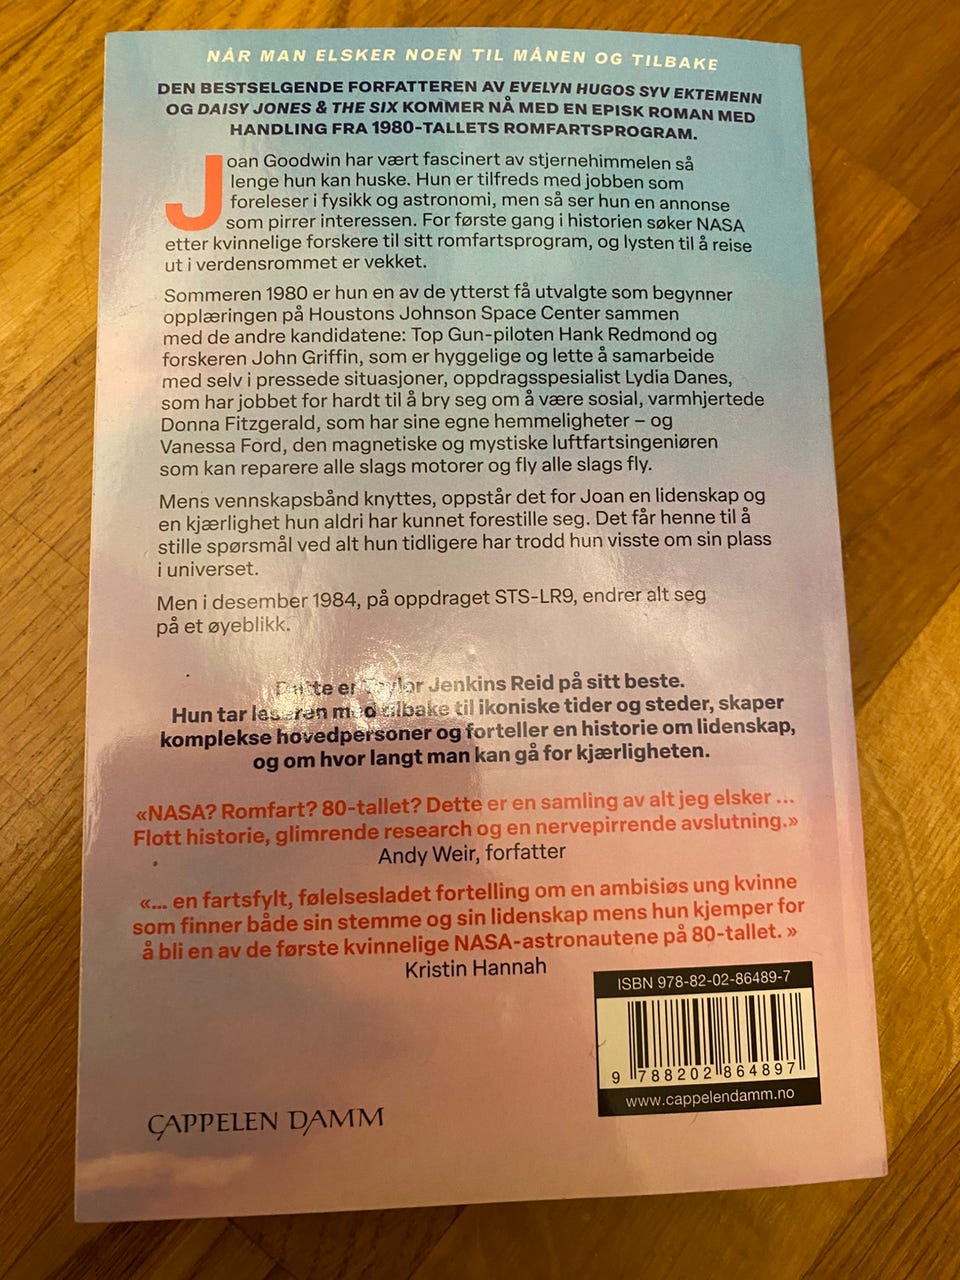 NÅR MAN ELSKER NOEN TIL MÅNEN OG TILBAKE
DEN BESTSELGENDE FORFATTEREN AV EVELYN HUGOS SYV EKTEMENN
OG DAISY JONES & THE SIX KOMMER NÅ MED EN EPISK ROMAN MED
HANDLING FRA 1980-TALLETS ROMFARTSPROGRAM.
Joan Goodwin har vært fascinert av stjernehimmelen så
lenge hun kan huske. Hun er tilfreds med jobben som
foreleser i fysikk og astronomi, men så ser hun en annonse
som pirrer interessen. For første gang i historien søker NASA
etter kvinnelige forskere til sitt romfartsprogram, og lysten til å reise
ut i verdensrommet er vekket.
Sommeren 1980 er hun en av de ytterst få utvalgte som begynner
opplæringen på Houstons Johnson Space Center sammen
med de andre kandidatene: Top Gun-piloten Hank Redmond og
forskeren John Griffin, som er hyggelige og lette å samarbeide
med selv i pressede situasjoner, oppdragsspesialist Lydia Danes,
som har jobbet for hardt til å bry seg om å være sosial, varmhjertede
Donna Fitzgerald, som har sine egne hemmeligheter – og
Vanessa Ford, den magnetiske og mystiske luftfartsingeniøren
som kan reparere alle slags motorer og fly alle slags fly.
Mens vennskapsbånd knyttes, oppstår det for Joan en lidenskap og
en kjærlighet hun aldri har kunnet forestille seg. Det får henne til å
stille spørsmål ved alt hun tidligere har trodd hun visste om sin plass
i universet.
Men i desember 1984, på oppdraget STS-LR9, endrer alt seg
på et øyeblikk.
Dette er Taylor Jenkins Reid på sitt beste.
Hun tar leseren med tilbake til ikoniske tider og steder, skaper
komplekse hovedpersoner og forteller en historie om lidenskap,
og om hvor langt man kan gå for kjærligheten.
«NASA? Romfart? 80-tallet? Dette er en samling av alt jeg elsker ...
Flott historie, glimrende research og en nervepirrende avslutning.»
Andy Weir, forfatter
«... en fartsfylt, følelsesladet fortelling om en ambisiøs ung kvinne
som finner både sin stemme og sin lidenskap mens hun kjemper for
å bli en av de første kvinnelige NASA-astronautene på 80-tallet. »
Kristin Hannah
ISBN 978-82-02-86489-7
9 788202 864897
www.cappelendamm.no
CAPPELEN DAMM